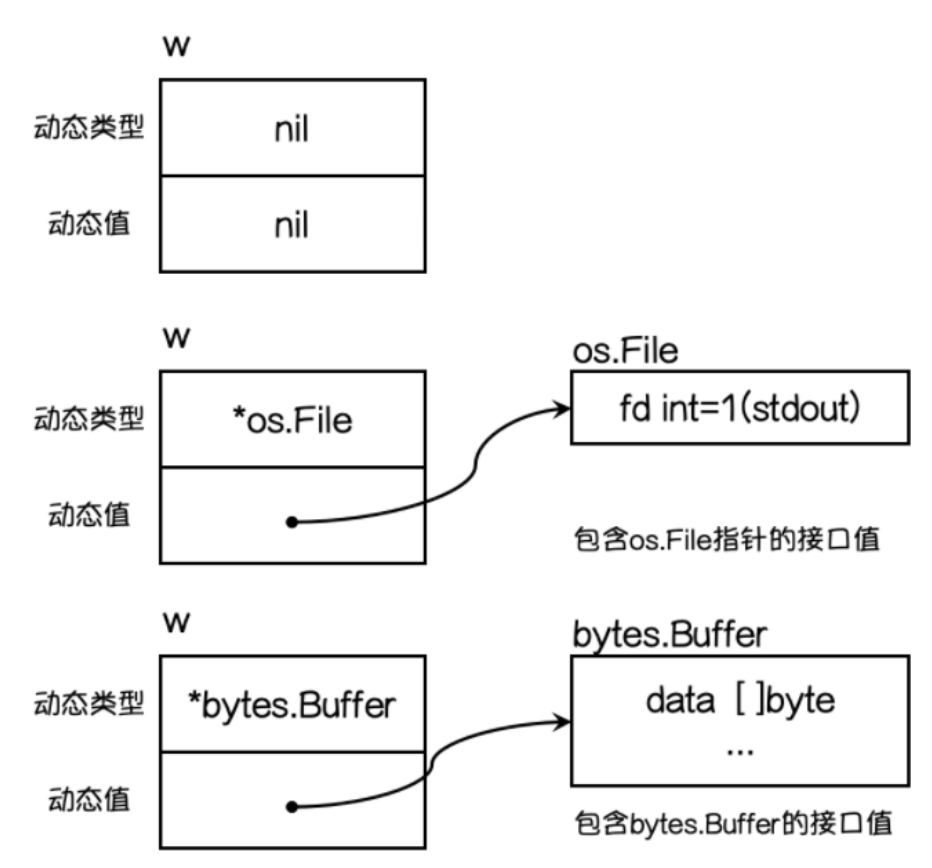 w
动态类型
nil
动态值
nil
w
os.File
动态类型
*os.File
fd int=1(stdout)
动态值
包含os.File指针的接口值
w
bytes.Buffer
动态类型
*bytes.Buffer
data [ ]byte
...
动态值
包含bytes.Buffer的接口值